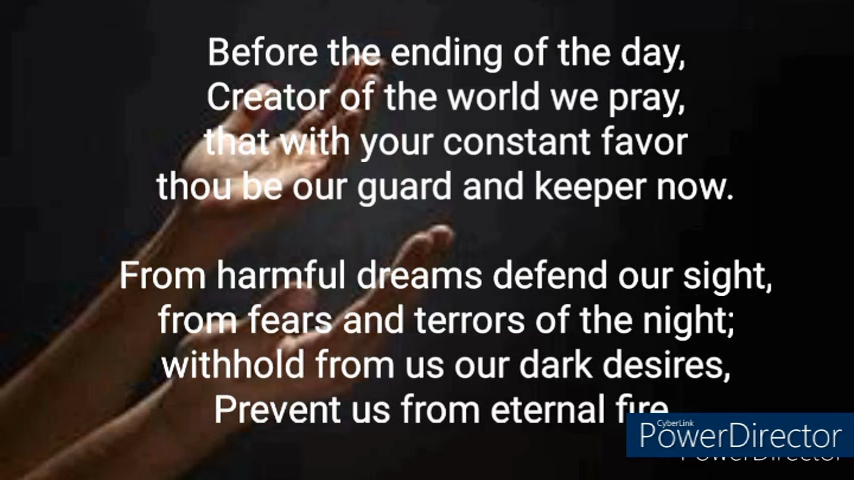 Before the ending of the day,
Creator of the world we pray,
that with your constant favor
thou be our guard and keeper now.
From harmful dreams defend our sight,
from fears and terrors of the night;
withhold from us our dark desires,
Prevent us from eternal fire
CyberLink
PowerDirector
PowerDirector